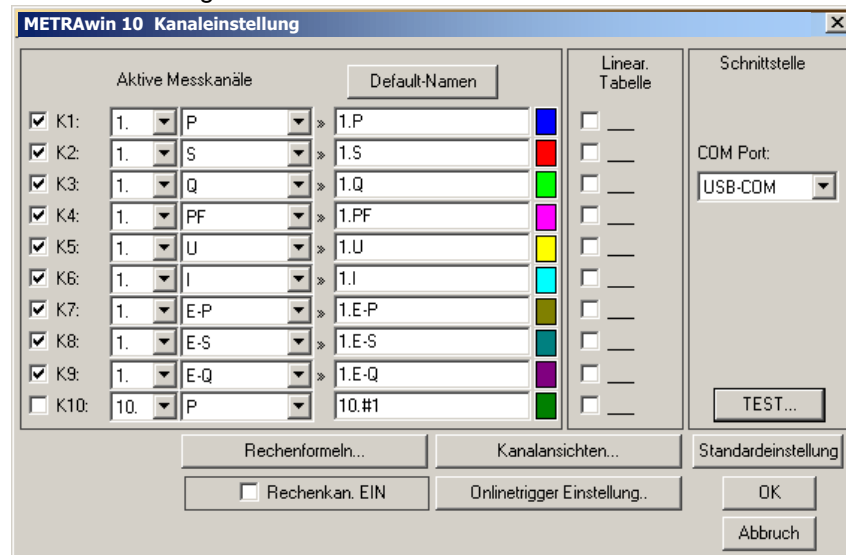 METRAwin 10 Kanaleinstellung
Aktive Messkanäle
Default-Namen
Linear.
Tabelle
Schnittstelle
K1: 1. P » 1.P
K2: 1. S » 1.S
K3: 1. Q » 1.Q
K4: 1. PF » 1.PF
K5: 1. U » 1.U
K6: 1. I » 1.I
K7: 1. E-P » 1.E-P
K8: 1. E-S » 1.E-S
K9: 1. E-Q » 1.E-Q
K10: 10. P 10.#1
COM Port:
USB-COM
TEST...
Rechenformeln...
Kanalansichten...
Standardeinstellung
Rechenkan. EIN
Onlinetrigger Einstellung..
OK
Abbruch